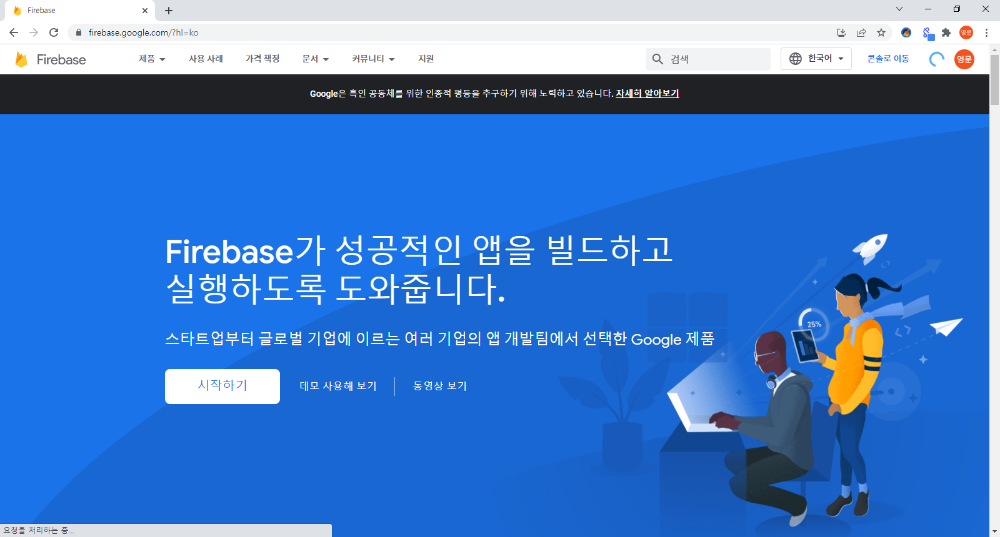 Firebase
firebase.google.com/?hl=ko
영문
Firebase
제품
사용 사례
가격 책정
문서
커뮤니티
지원
검색
한국어
콘솔로 이동
영문
Google은 흑인 공동체를 위한 인종적 평등을 추구하기 위해 노력하고 있습니다. 자세히 알아보기
Firebase가 성공적인 앱을 빌드하고
실행하도록 도와줍니다.
스타트업부터 글로벌 기업에 이르는 여러 기업의 앱 개발팀에서 선택한 Google 제품
시작하기
데모 사용해 보기
동영상 보기
25%
요청을 처리하는 중...